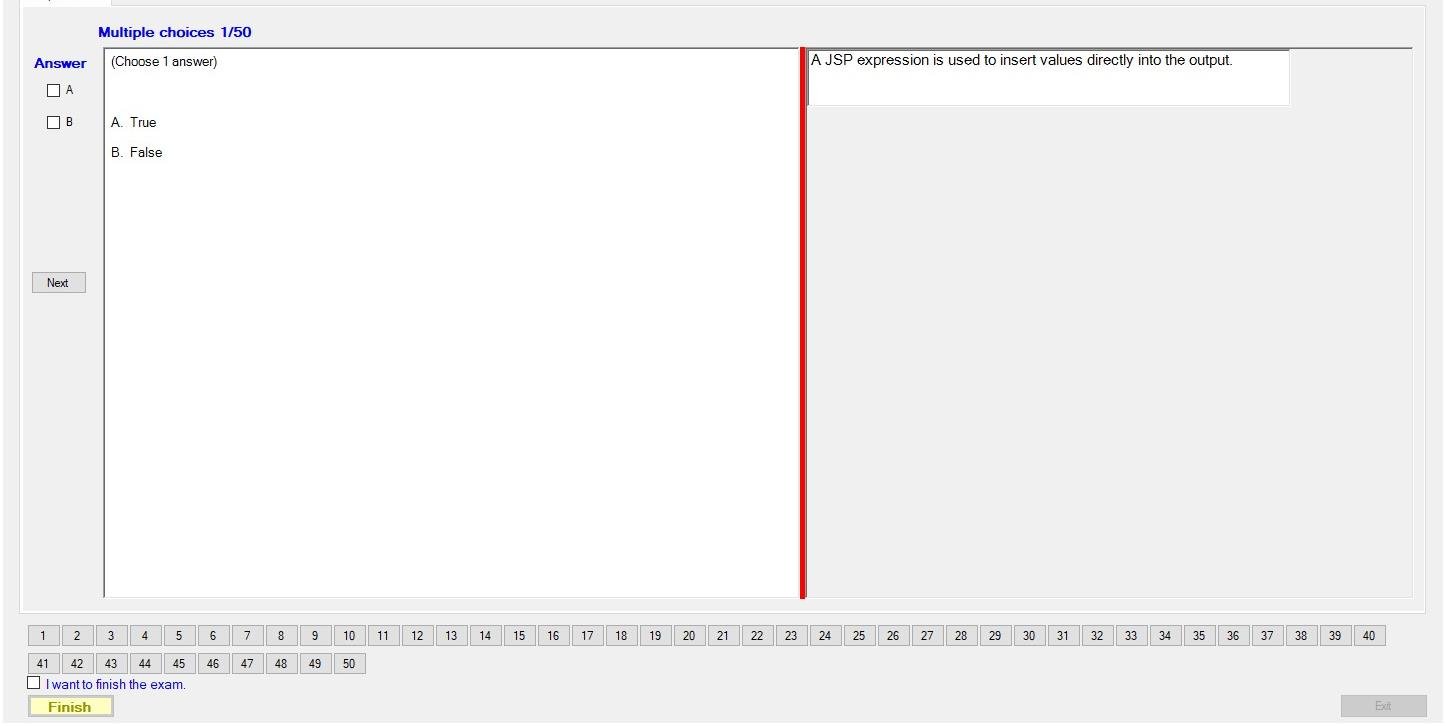 Multiple choices 1/50
Answer
A
B
Next
(Choose 1 answer)
A. True
B. False
A JSP expression is used to insert values directly into the output.
1 2 3 4 5 6 7 8 9 10 11 12 13 14 15 16 17 18 19 20 21 22 23 24 25 26 27 28 29 30 31 32 33 34 35 36 37 38 39 40
41 42 43 44 45 46 47 48 49 50
I want to finish the exam.
Finish
Exit